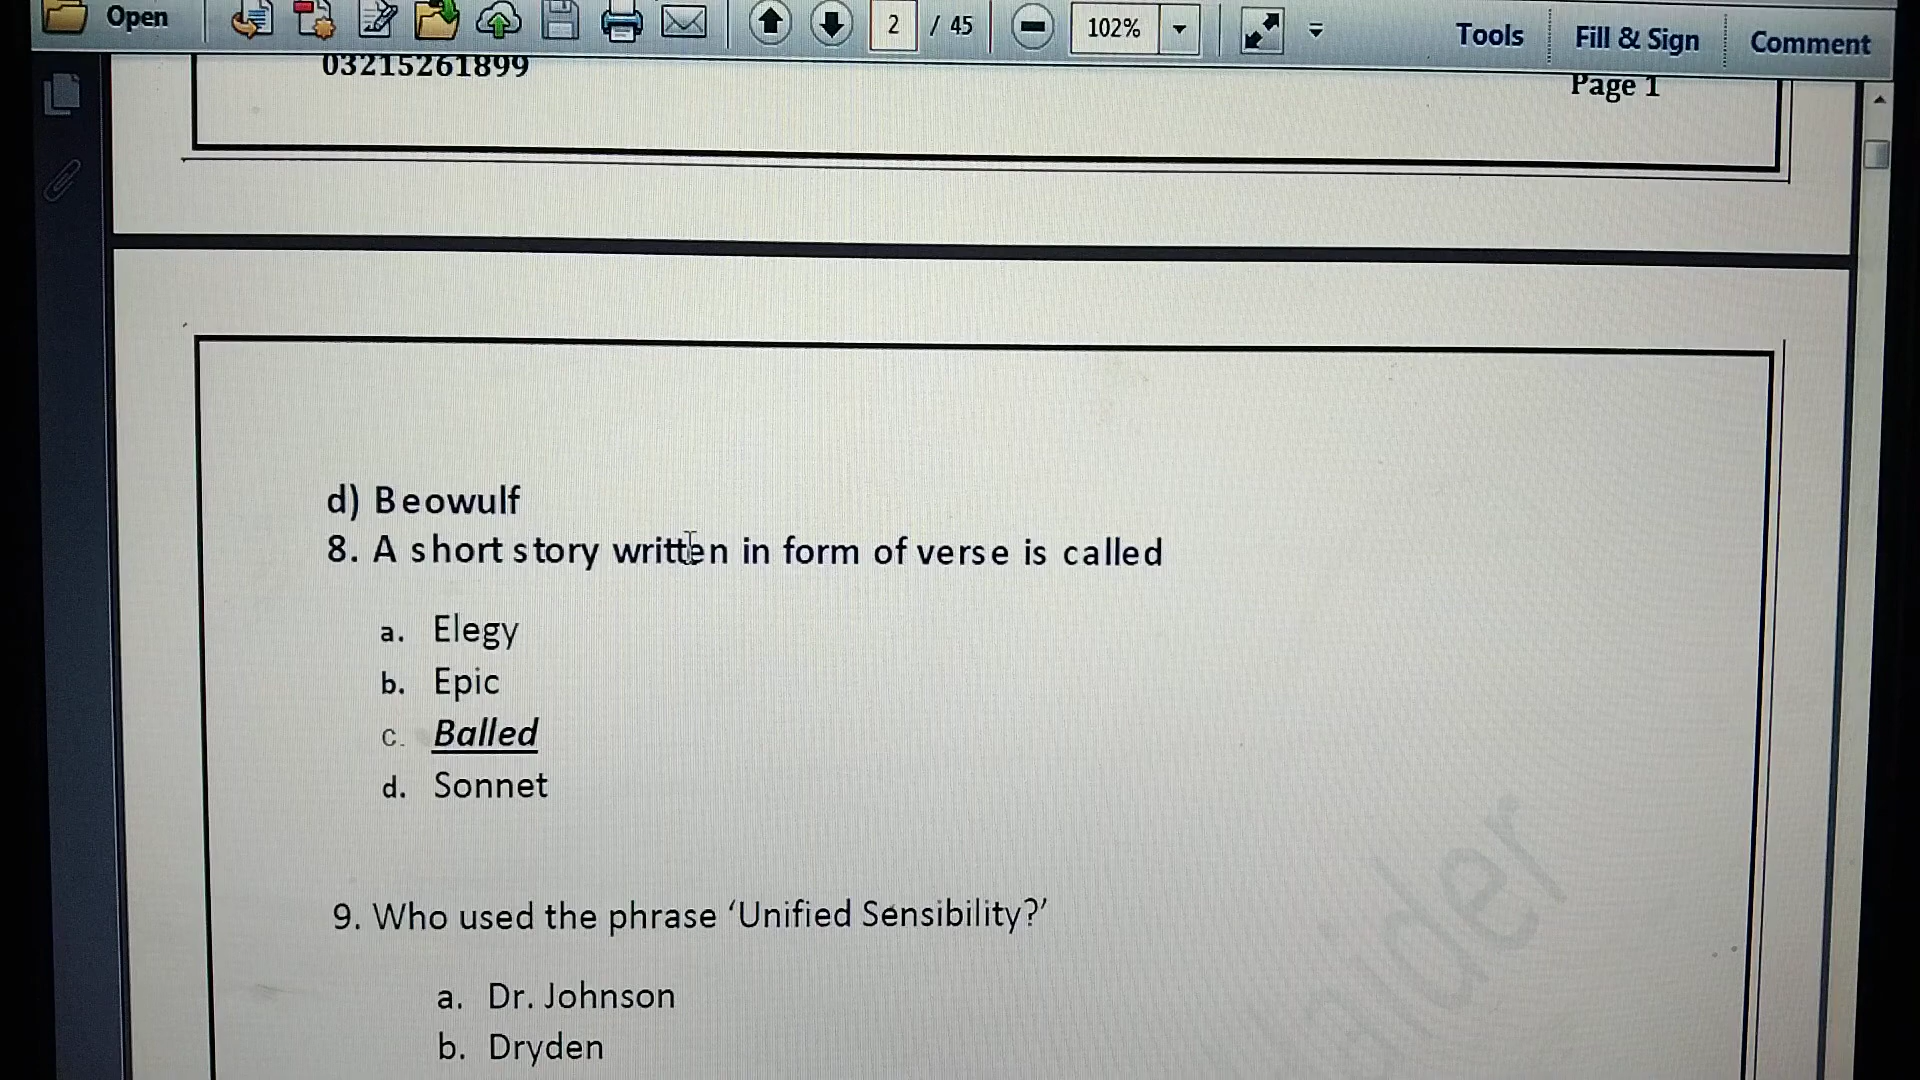 Open 2 / 45 102% Tools Fill & Sign Comment
03215261899 Page 1
d) Beowulf
8. A short story written in form of verse is called
a. Elegy
b. Epic
c. Balled
d. Sonnet
9. Who used the phrase ‘Unified Sensibility?’
a. Dr. Johnson
b. Dryden